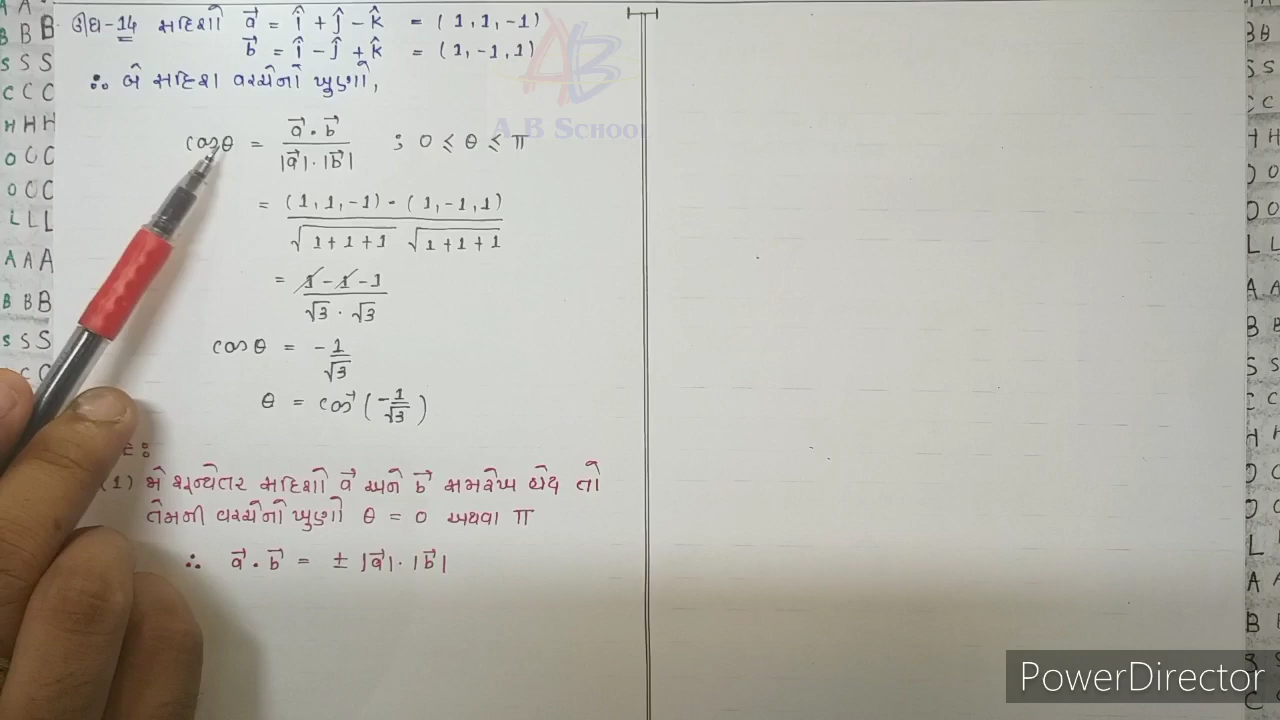 ઉદા-14 સદિશો a⃗ = î + ĵ - k̂ = (1, 1, -1)
b⃗ = î - ĵ + k̂ = (1, -1, 1)
∴ બે સદિશ વચ્ચેનો ખુણો,
A B SCHOOL
cosθ = a⃗ · b⃗ / |a⃗| · |b⃗| ; 0 ≤ θ ≤ π
= (1, 1, -1) · (1, -1, 1) / √1+1+1 √1+1+1
= 1 - 1 - 1 / √3 · √3
cosθ = -1/√3
θ = cos⁻¹(-1/√3)
(1) જો શૂન્યેતર સદિશો a⃗ અને b⃗ સમરેખ હોય તો
તેમની વચ્ચેનો ખુણો θ = 0 અથવા π
∴ a⃗ · b⃗ = ± |a⃗| · |b⃗|
PowerDirector